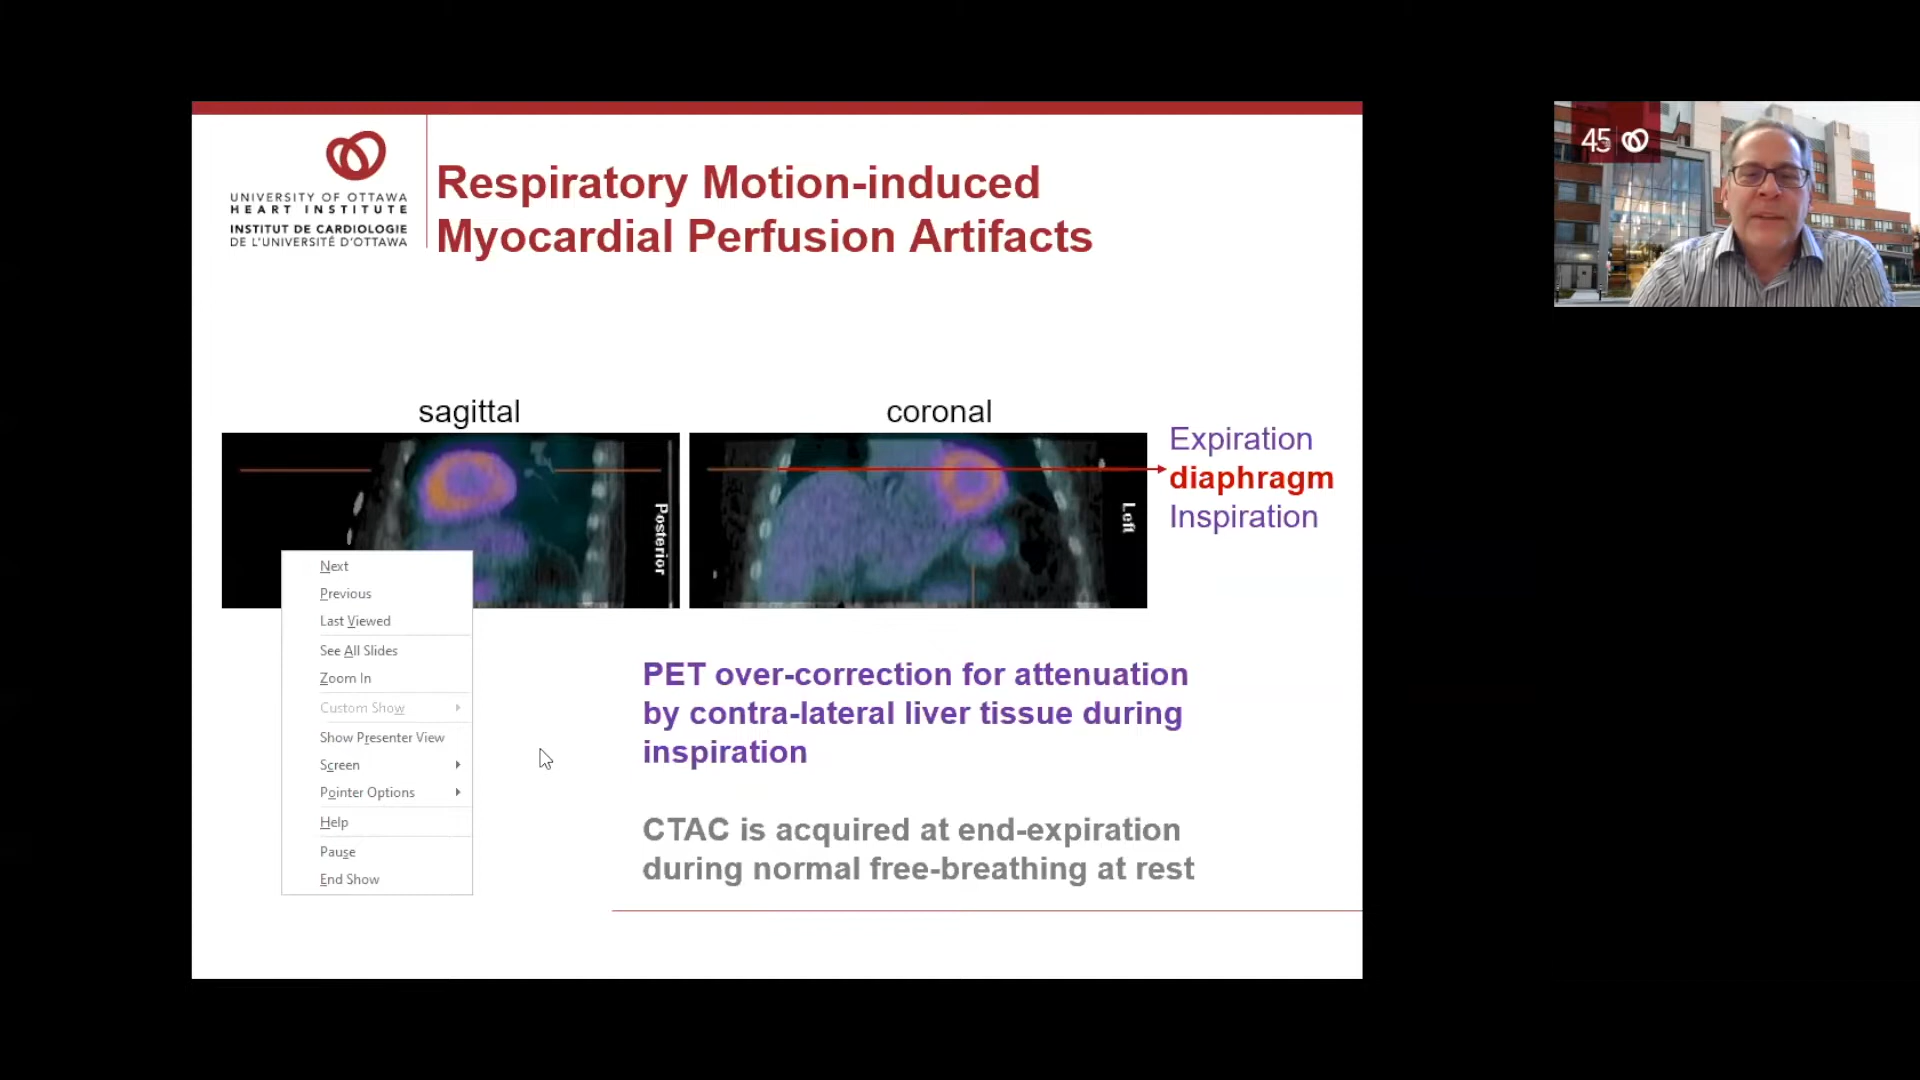 UNIVERSITY OF OTTAWA
HEART INSTITUTE
INSTITUT DE CARDIOLOGIE
DE L'UNIVERSITÉ D'OTTAWA
Respiratory Motion-induced
Myocardial Perfusion Artifacts
45
sagittal
coronal
Posterior
Left
Expiration
diaphragm
Inspiration
Next
Previous
Last Viewed
See All Slides
Zoom In
Custom Show
Show Presenter View
Screen
Pointer Options
Help
Pause
End Show
PET over-correction for attenuation
by contra-lateral liver tissue during
inspiration
CTAC is acquired at end-expiration
during normal free-breathing at rest